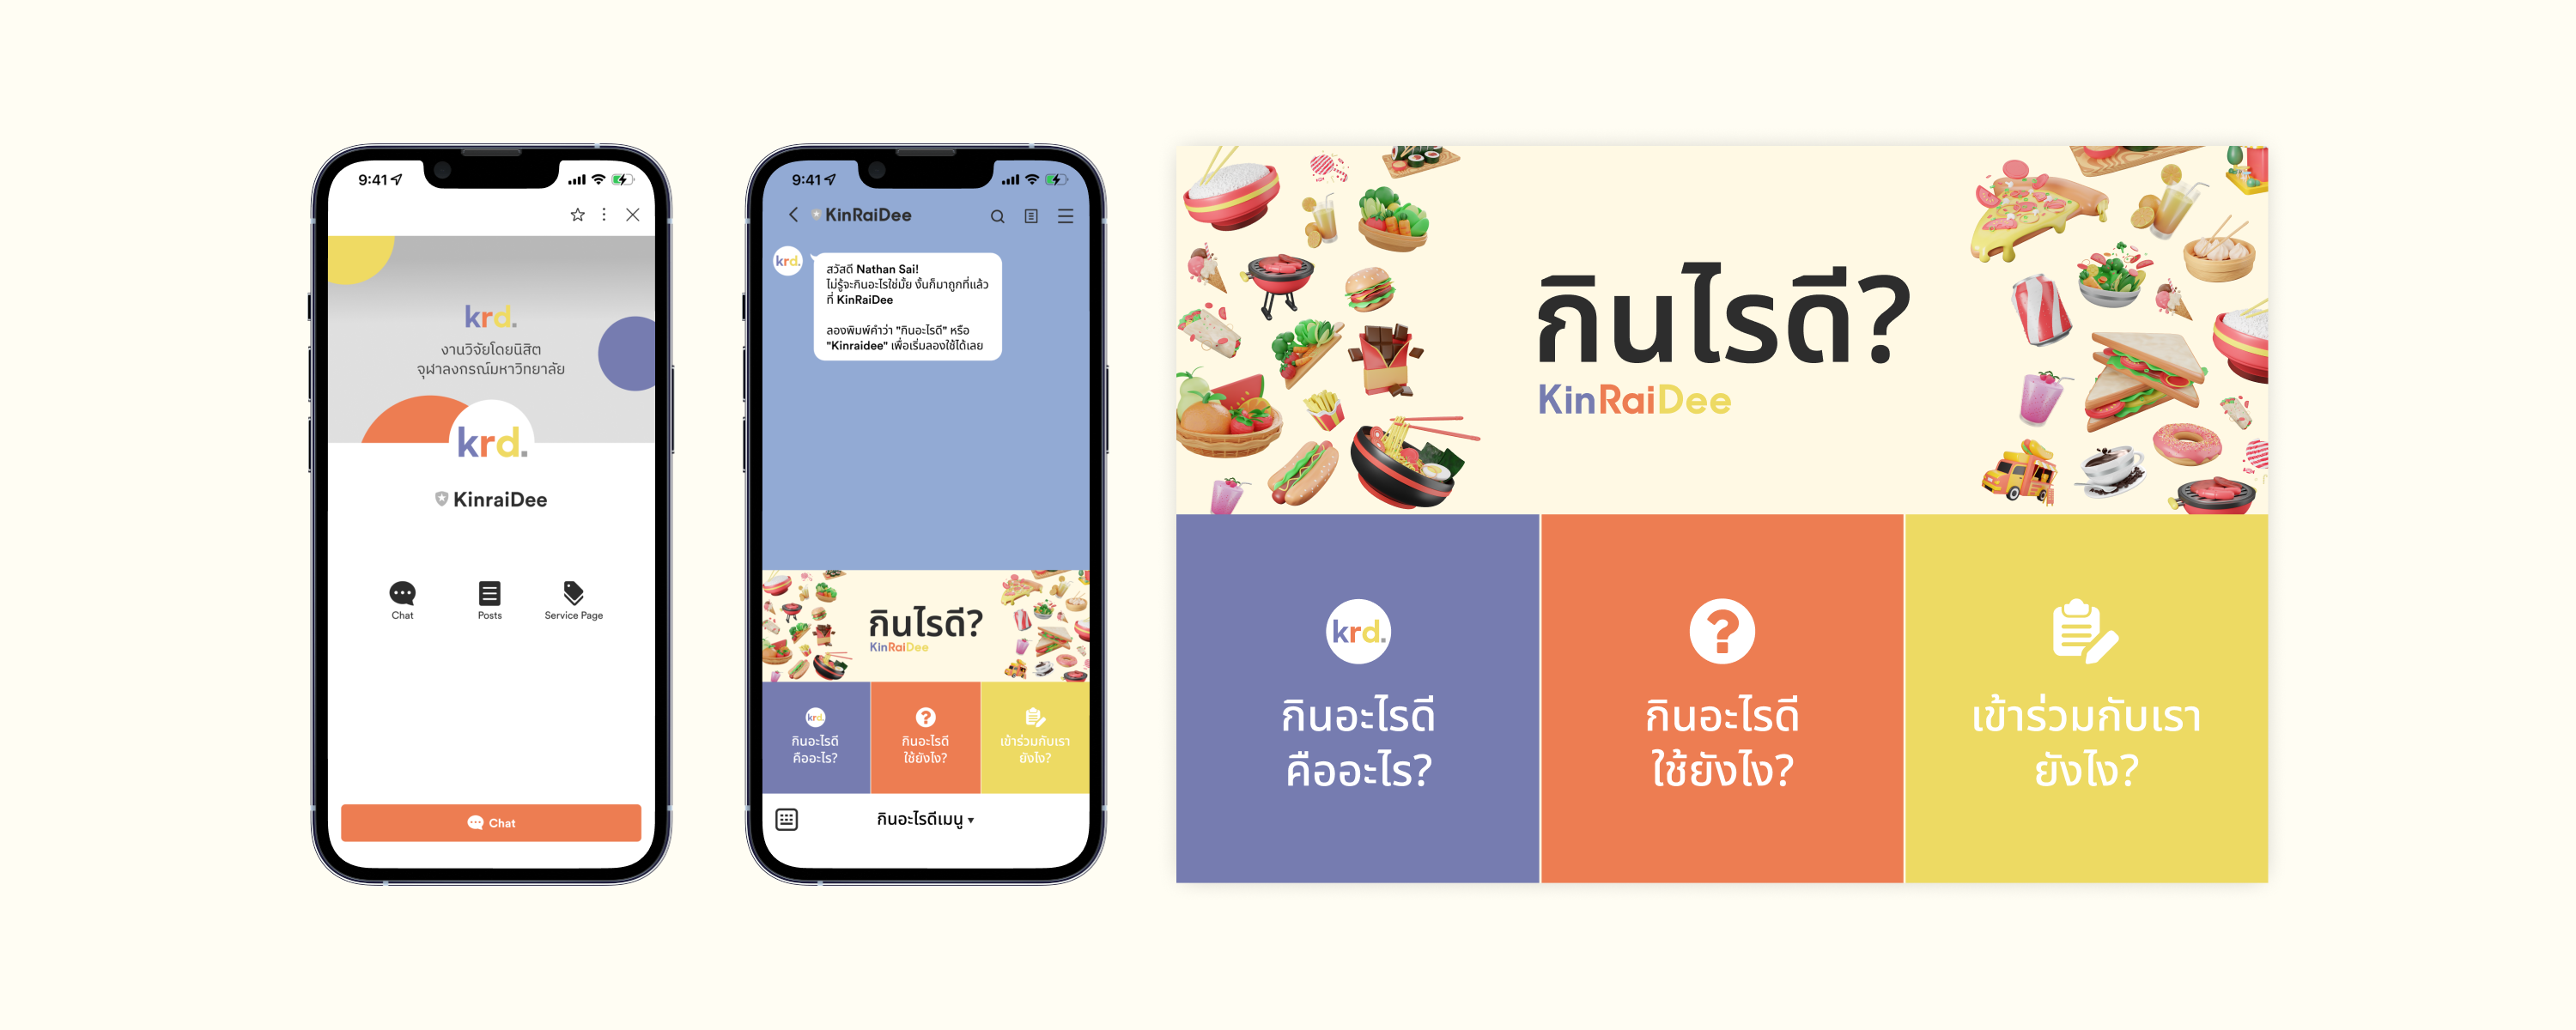 9:41
krd.
งานวิจัยโดยนิสิต
จุฬาลงกรณ์มหาวิทยาลัย
krd.
KinraiDee
Chat
Posts
Service Page
Chat
9:41
KinRaiDee
krd.
สวัสดี Nathan Sai!
ไม่รู้จะกินอะไรใช่มั้ย งั้นก็มาถูกที่แล้ว
ที่ KinRaiDee
ลองพิมพ์คำว่า "กินอะไรดี" หรือ
"Kinraidee" เพื่อเริ่มลองใช้ได้เลย
กินไรดี?
KinRaiDee
krd.
กินอะไรดี
คืออะไร?
?
กินอะไรดี
ใช้ยังไง?
เข้าร่วมกับเรา
ยังไง?
กินอะไรดีเมนู
กินไรดี?
KinRaiDee
krd.
กินอะไรดี
คืออะไร?
?
กินอะไรดี
ใช้ยังไง?
เข้าร่วมกับเรา
ยังไง?